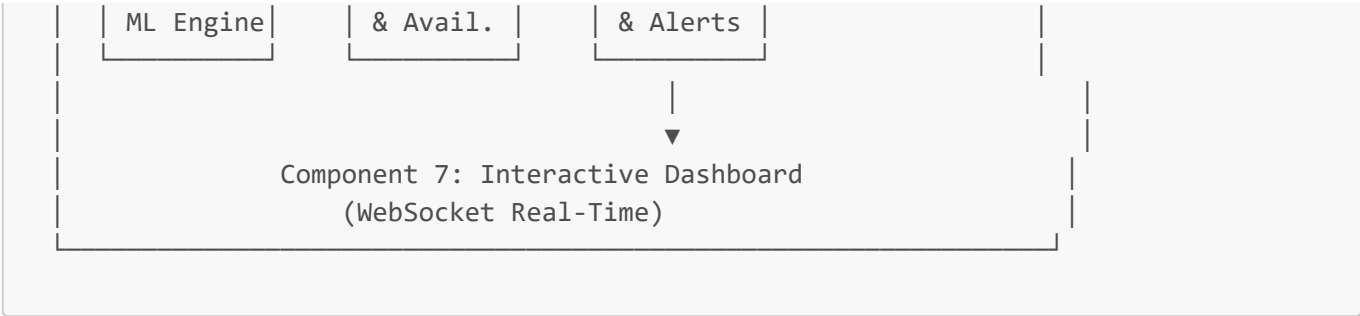 ML Engine & Avail. & Alerts
▼
Component 7: Interactive Dashboard
(WebSocket Real-Time)